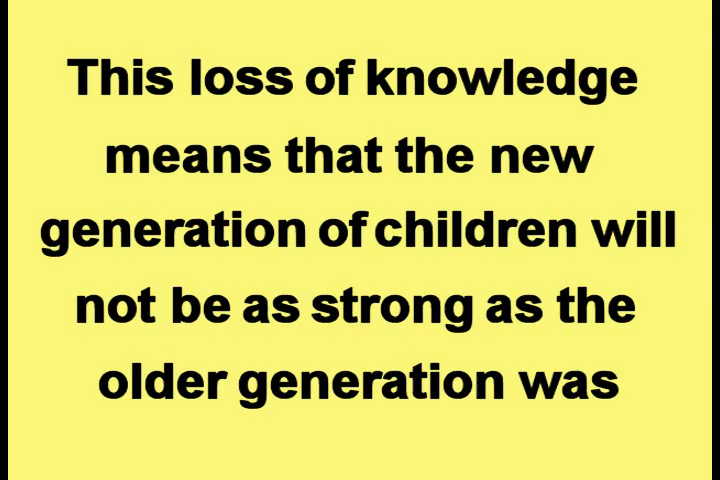 This loss of knowledge
means that the new
generation of children will
not be as strong as the
older generation was